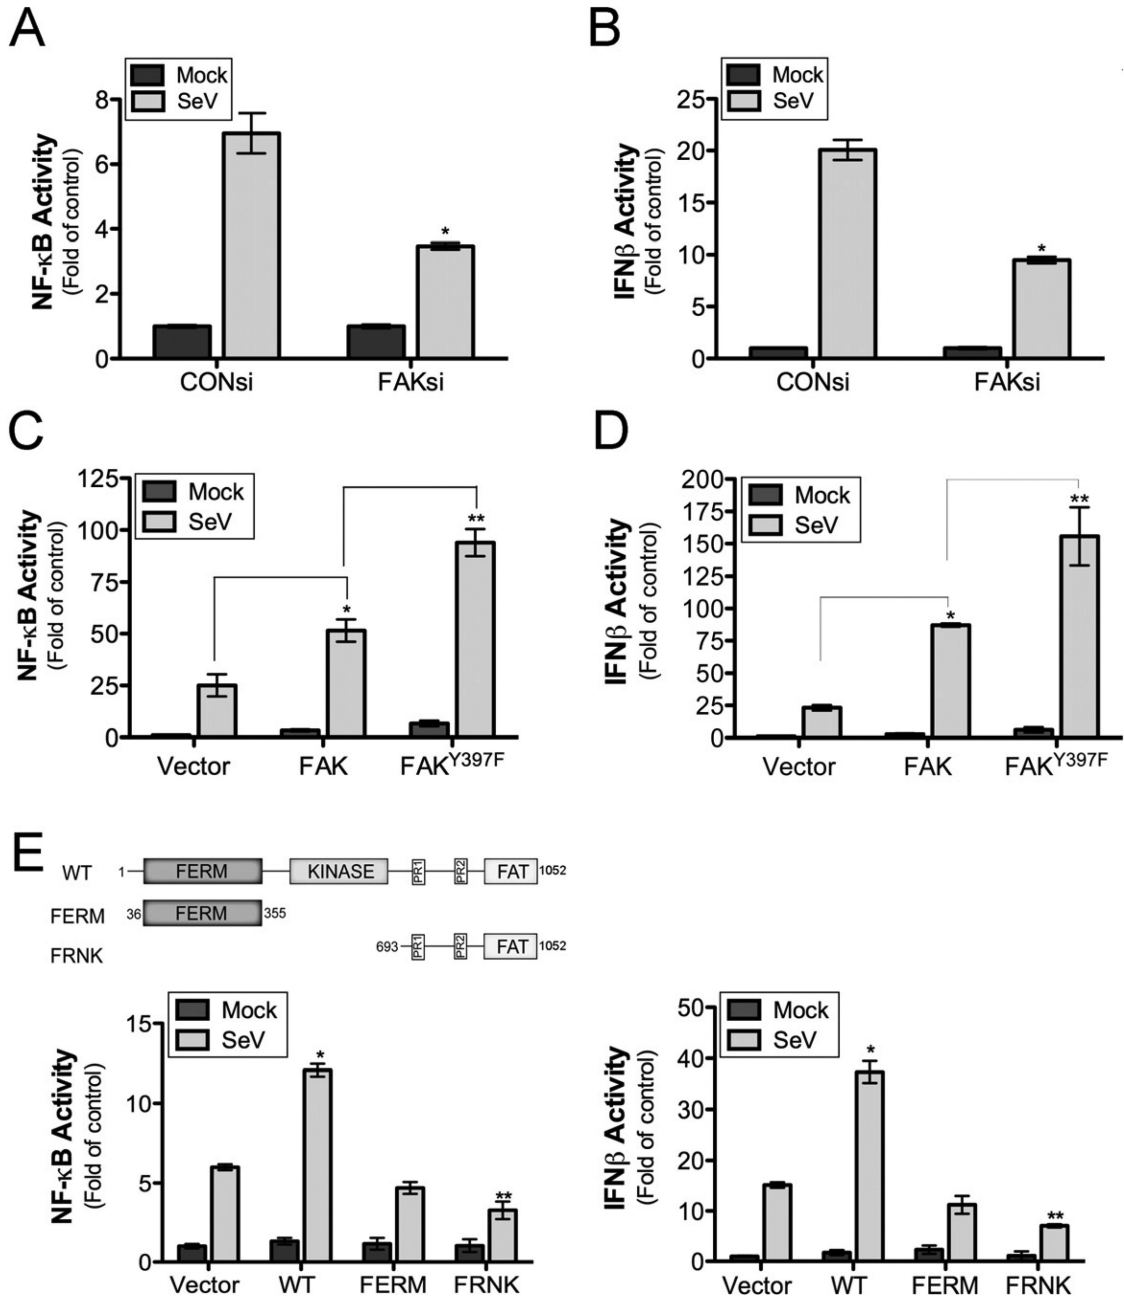 A
Mock
SeV
NF-κB Activity
(Fold of control)
8
6
4
2
0
*
CONsi
FAKsi
B
Mock
SeV
IFNβ Activity
(Fold of control)
25
20
15
10
5
0
*
CONsi
FAKsi
C
Mock
SeV
NF-κB Activity
(Fold of control)
125
100
75
50
25
0
*
**
Vector
FAK
FAKY397F
D
Mock
SeV
IFNβ Activity
(Fold of control)
200
175
150
125
100
75
50
25
0
*
**
Vector
FAK
FAKY397F
E
WT 1 FERM KINASE PR1 PR2 FAT 1052
FERM 36 FERM 355
FRNK 693 PR1 PR2 FAT 1052
Mock
SeV
NF-κB Activity
(Fold of control)
15
10
5
0
*
**
Vector
WT
FERM
FRNK
Mock
SeV
IFNβ Activity
(Fold of control)
50
40
30
20
10
0
*
**
Vector
WT
FERM
FRNK